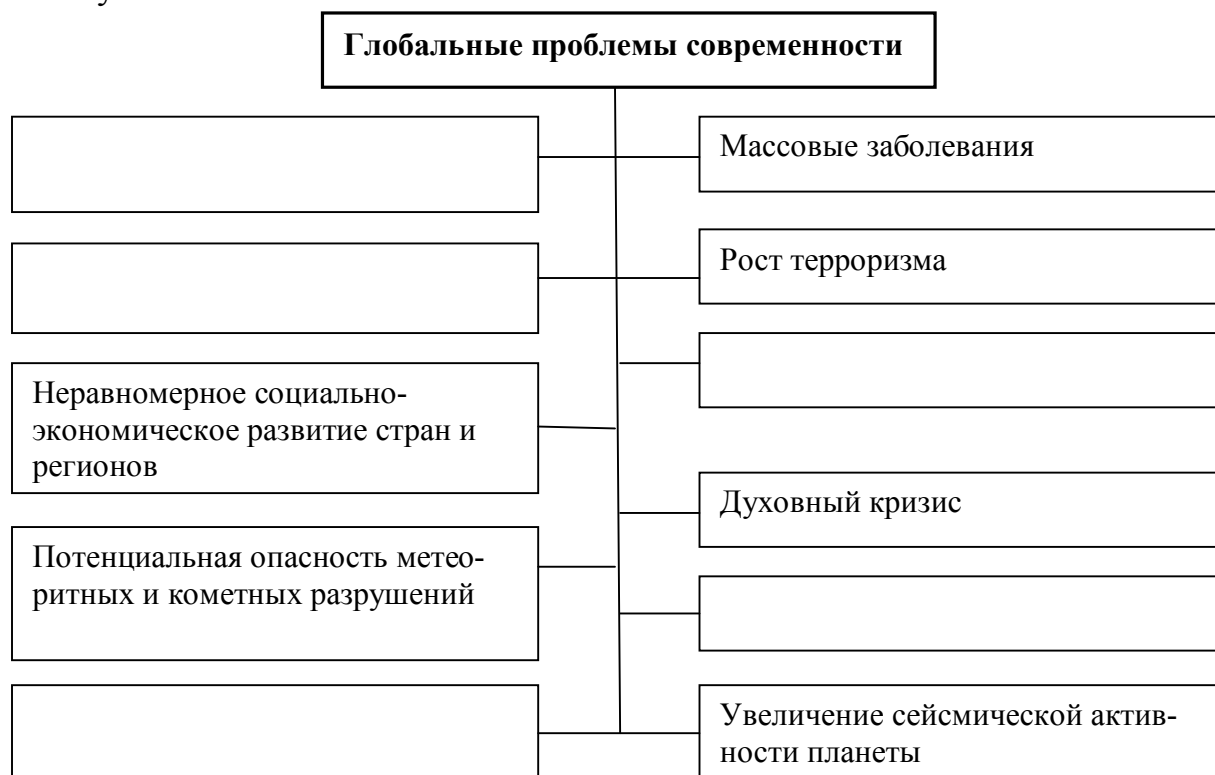 Глобальные проблемы современности
Массовые заболевания
Рост терроризма
Неравномерное социально-
экономическое развитие стран и
регионов
Духовный кризис
Потенциальная опасность метео-
ритных и кометных разрушений
Увеличение сейсмической актив-
ности планеты